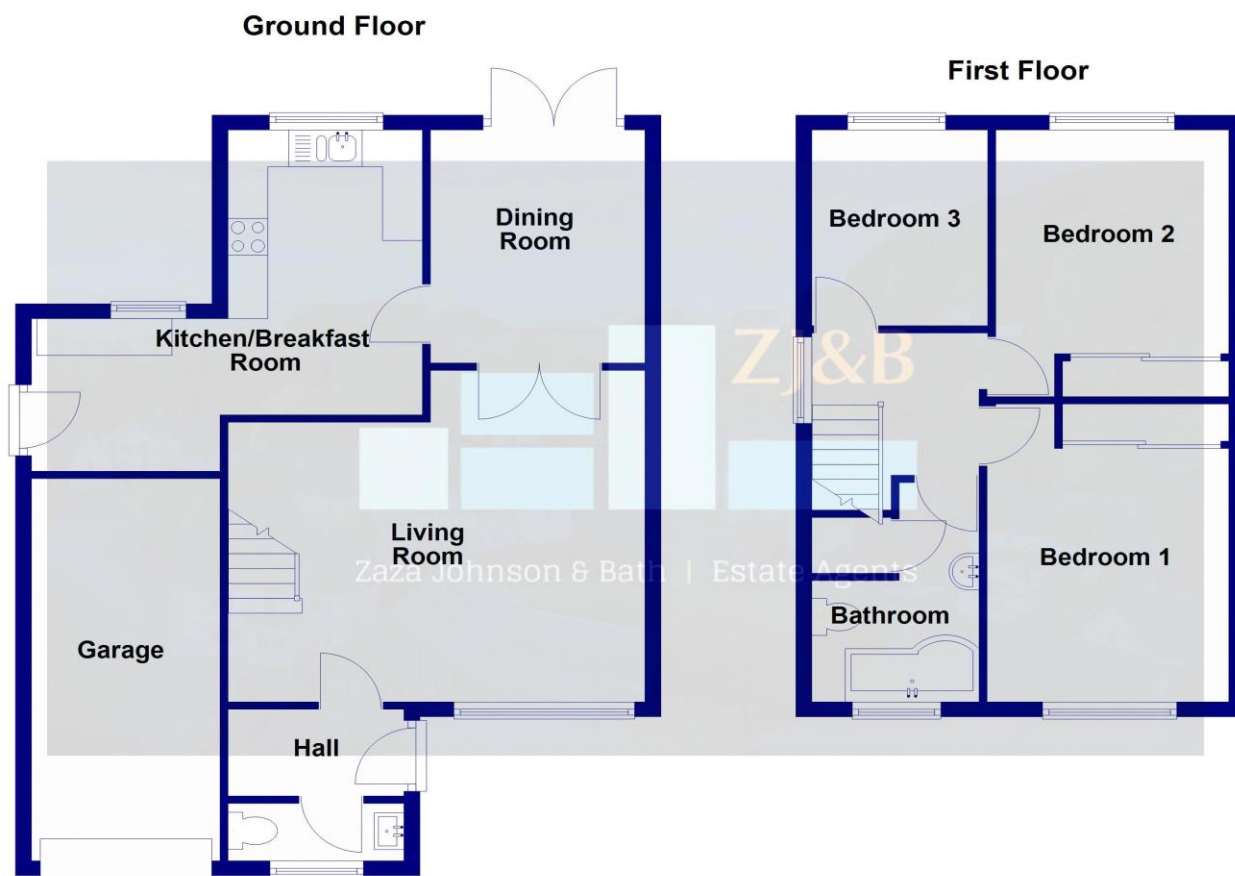 Ground Floor
First Floor
Dining
Room
Bedroom 3
Bedroom 2
Kitchen/Breakfast
Room
ZJ&B
Living
Room
Bedroom 1
Zaza Johnson & Bath | Estate Agents
Bathroom
Garage
Hall